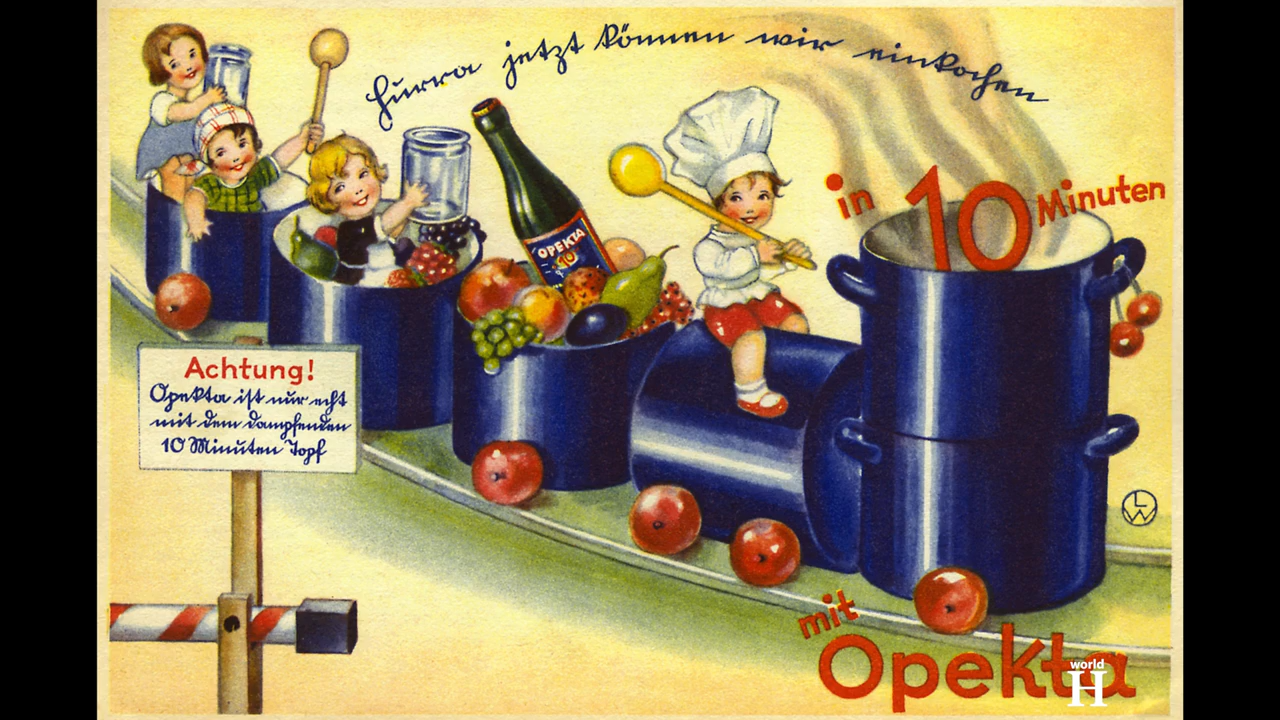 Hurra jetzt können wir einkochen
in 10 Minuten
OPEKTA
10
Achtung!
Opekta ist nur echt
mit dem dampfenden
10 Minuten Topf
LW
mit
Opekta
world
H